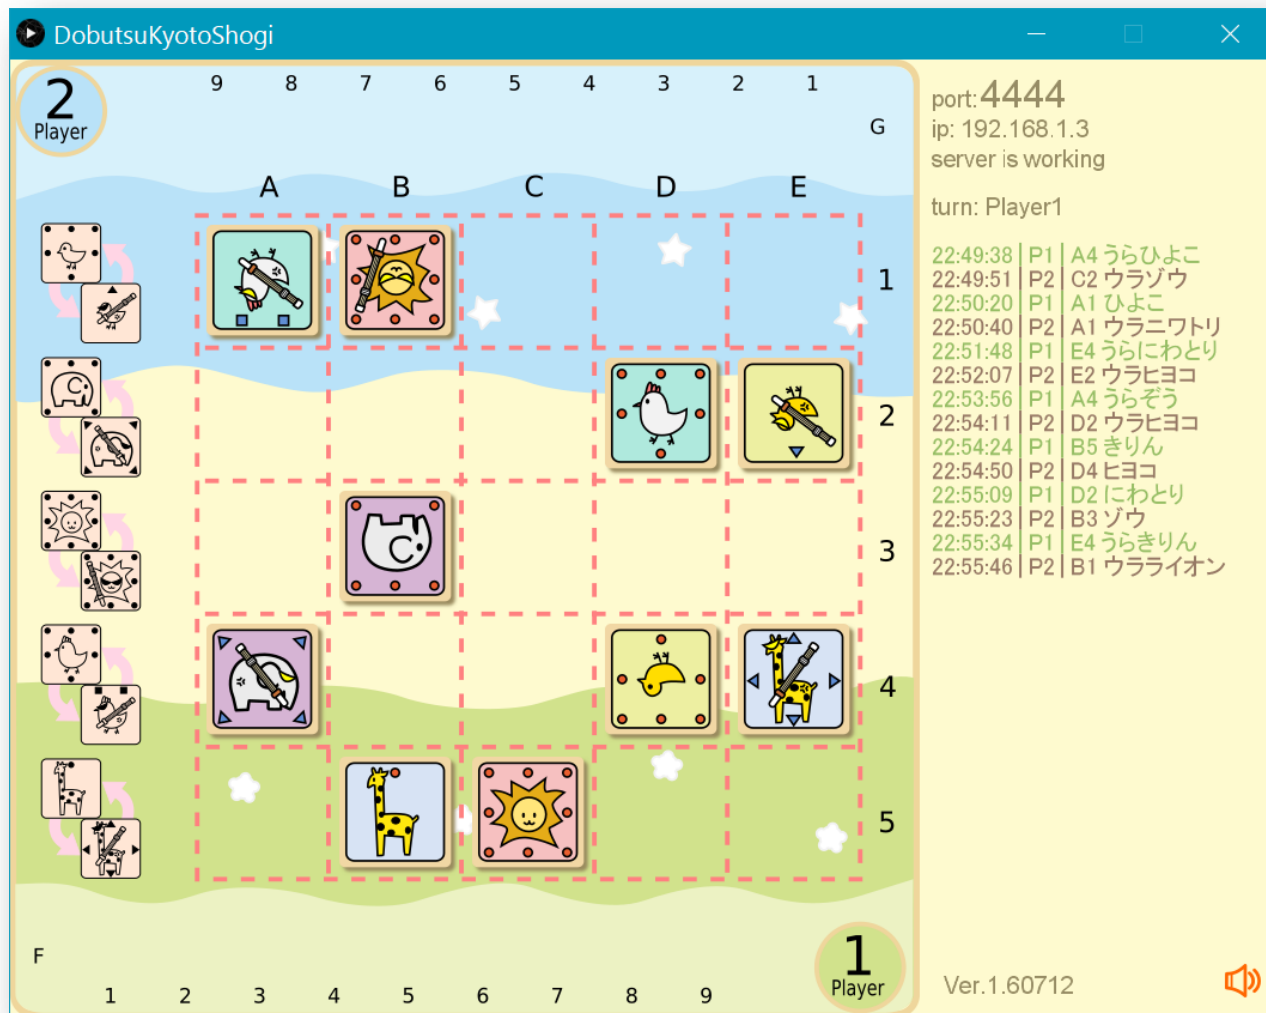 DobutsuKyotoShogi
2
Player
9 8 7 6 5 4 3 2 1
G
A B C D E
1
2
3
4
5
F
1 2 3 4 5 6 7 8 9
1
Player
port: 4444
ip: 192.168.1.3
server is working
turn: Player1
22:49:38 | P1 | A4 うらひよこ
22:49:51 | P2 | C2 ウラゾウ
22:50:20 | P1 | A1 ひよこ
22:50:40 | P2 | A1 ウラニワトリ
22:51:48 | P1 | E4 うらにわとり
22:52:07 | P2 | E2 ウラヒヨコ
22:53:56 | P1 | A4 うらぞう
22:54:11 | P2 | D2 ウラヒヨコ
22:54:24 | P1 | B5 きりん
22:54:50 | P2 | D4 ヒヨコ
22:55:09 | P1 | D2 にわとり
22:55:23 | P2 | B3 ゾウ
22:55:34 | P1 | E4 うらきりん
22:55:46 | P2 | B1 ウラライオン
Ver.1.60712